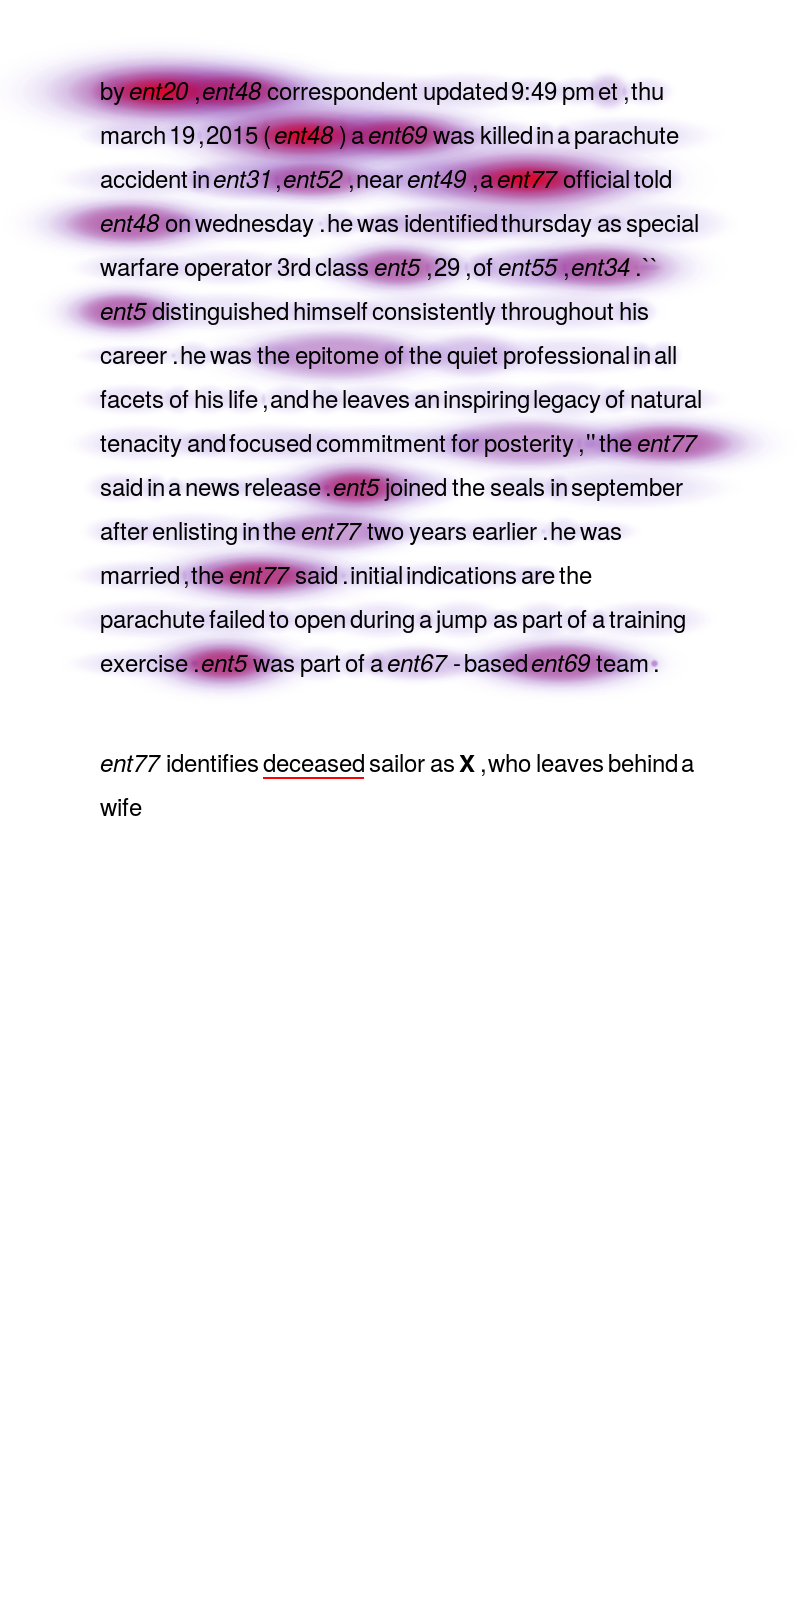 by ent20 , ent48 correspondent updated 9:49 pm et , thu
march 19 , 2015 ( ent48 ) a ent69 was killed in a parachute
accident in ent31 , ent52 , near ent49 , a ent77 official told
ent48 on wednesday . he was identified thursday as special
warfare operator 3rd class ent5 , 29 , of ent55 , ent34 . ``
ent5 distinguished himself consistently throughout his
career . he was the epitome of the quiet professional in all
facets of his life , and he leaves an inspiring legacy of natural
tenacity and focused commitment for posterity , '' the ent77
said in a news release . ent5 joined the seals in september
after enlisting in the ent77 two years earlier . he was
married , the ent77 said . initial indications are the
parachute failed to open during a jump as part of a training
exercise . ent5 was part of a ent67 - based ent69 team .
ent77 identifies deceased sailor as X , who leaves behind a
wife